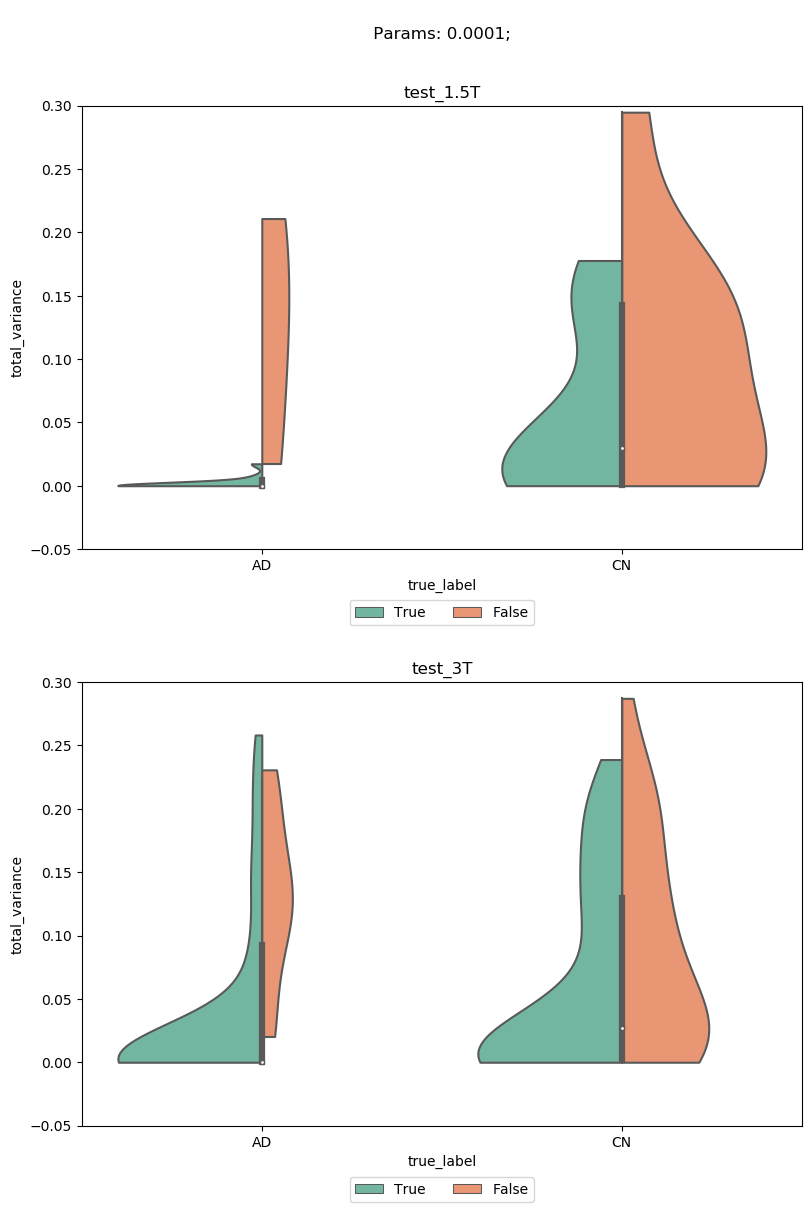 Params: 0.0001;
test_1.5T
0.30
0.25
0.20
0.15
0.10
0.05
0.00
−0.05
total_variance
AD CN
true_label
True False
test_3T
0.30
0.25
0.20
0.15
0.10
0.05
0.00
−0.05
total_variance
AD CN
true_label
True False